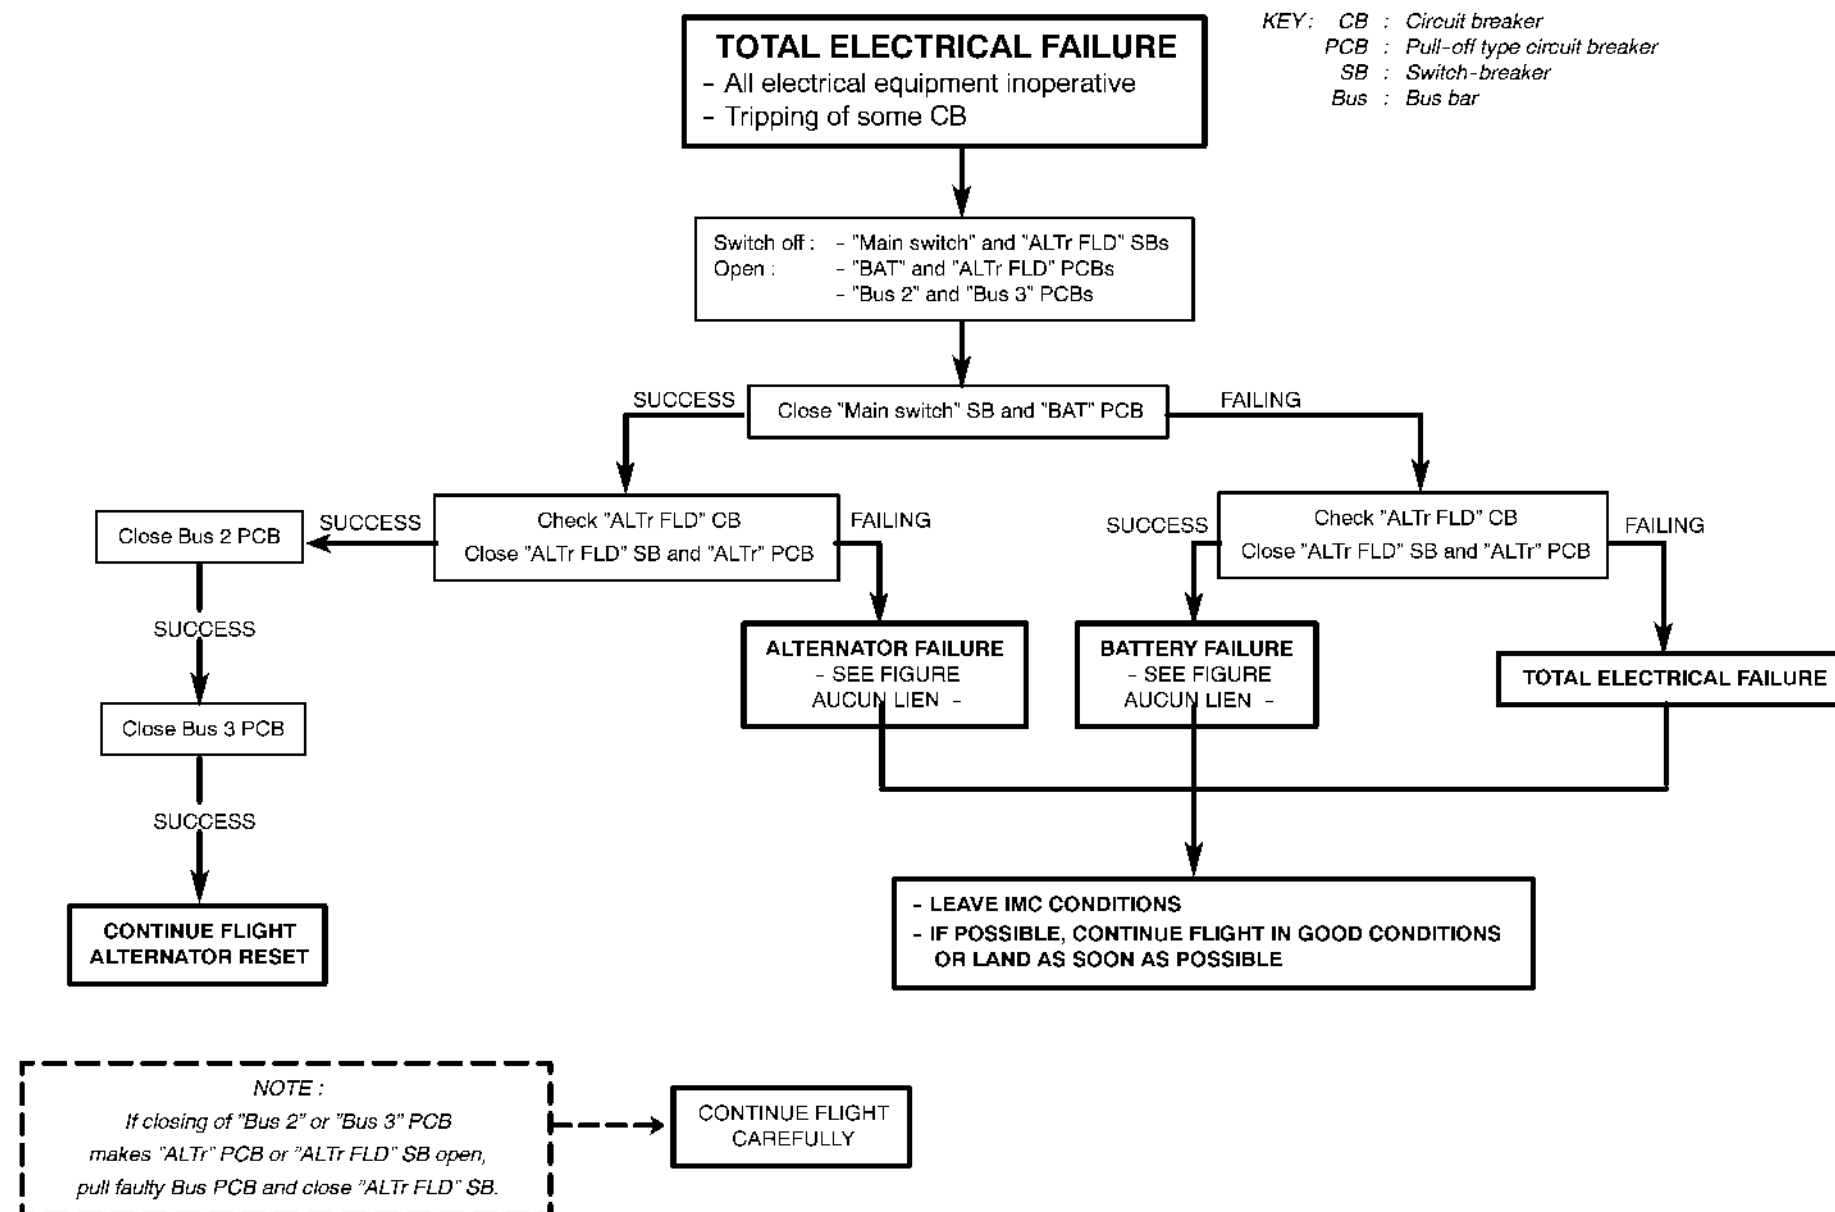 KEY : CB : Circuit breaker
PCB : Pull-off type circuit breaker
SB : Switch-breaker
Bus : Bus bar
TOTAL ELECTRICAL FAILURE
- All electrical equipment inoperative
- Tripping of some CB
Switch off : - "Main switch" and "ALTr FLD" SBs
Open : - "BAT" and "ALTr FLD" PCBs
- "Bus 2" and "Bus 3" PCBs
SUCCESS
Close "Main switch" SB and "BAT" PCB
FAILING
Close Bus 2 PCB
SUCCESS
Check "ALTr FLD" CB
Close "ALTr FLD" SB and "ALTr" PCB
FAILING
SUCCESS
Check "ALTr FLD" CB
Close "ALTr FLD" SB and "ALTr" PCB
FAILING
SUCCESS
ALTERNATOR FAILURE
- SEE FIGURE
AUCUN LIEN -
BATTERY FAILURE
- SEE FIGURE
AUCUN LIEN -
TOTAL ELECTRICAL FAILURE
Close Bus 3 PCB
SUCCESS
CONTINUE FLIGHT
ALTERNATOR RESET
- LEAVE IMC CONDITIONS
- IF POSSIBLE, CONTINUE FLIGHT IN GOOD CONDITIONS
OR LAND AS SOON AS POSSIBLE
NOTE :
If closing of "Bus 2" or "Bus 3" PCB
makes "ALTr" PCB or "ALTr FLD" SB open,
pull faulty Bus PCB and close "ALTr FLD" SB.
CONTINUE FLIGHT
CAREFULLY